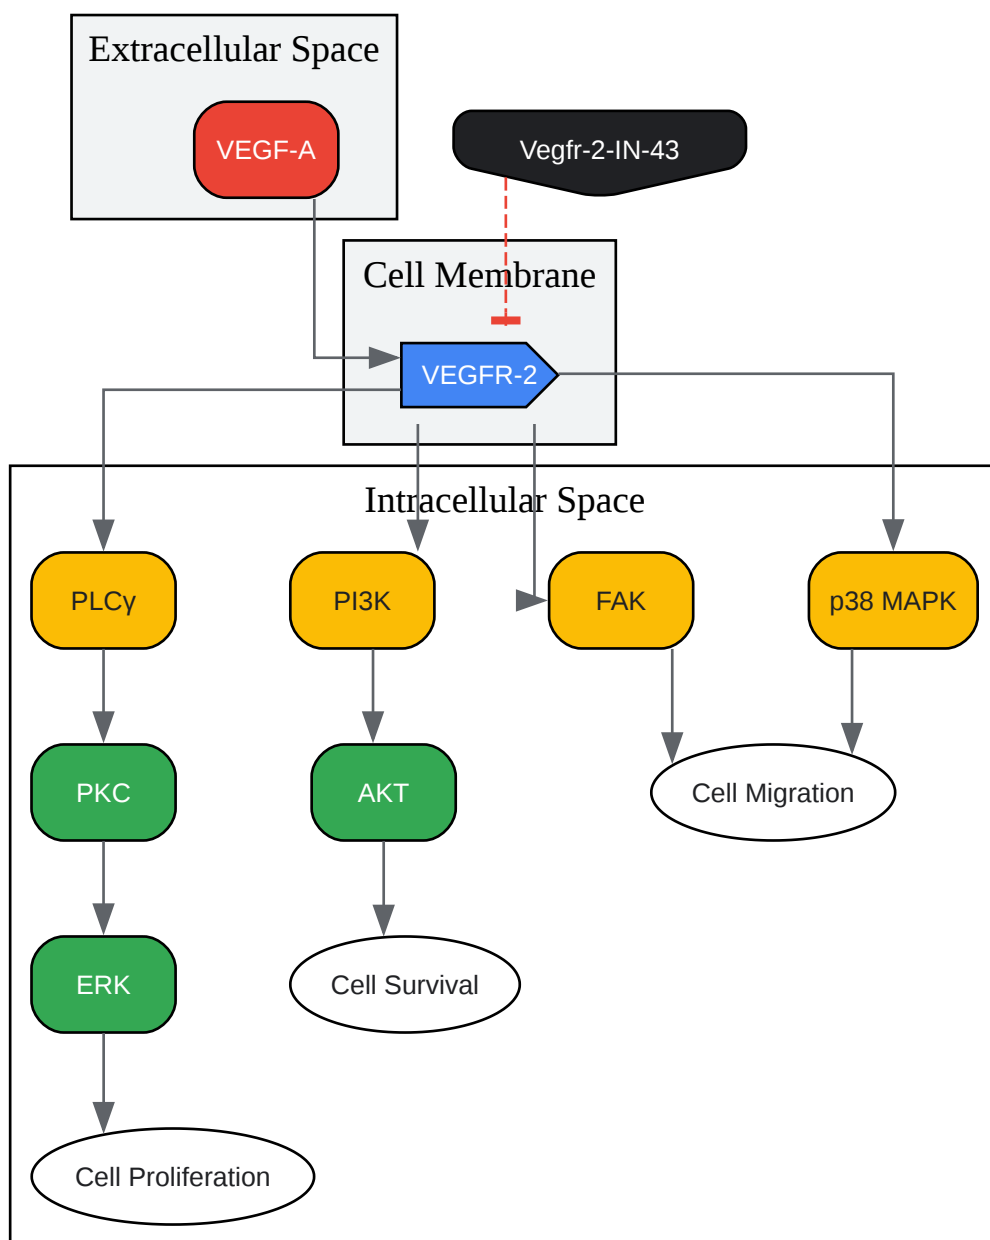 Extracellular Space
VEGF-A
Vegfr-2-IN-43
Cell Membrane
VEGFR-2
Intracellular Space
PLCγ
PI3K
FAK
p38 MAPK
PKC
AKT
Cell Migration
ERK
Cell Survival
Cell Proliferation